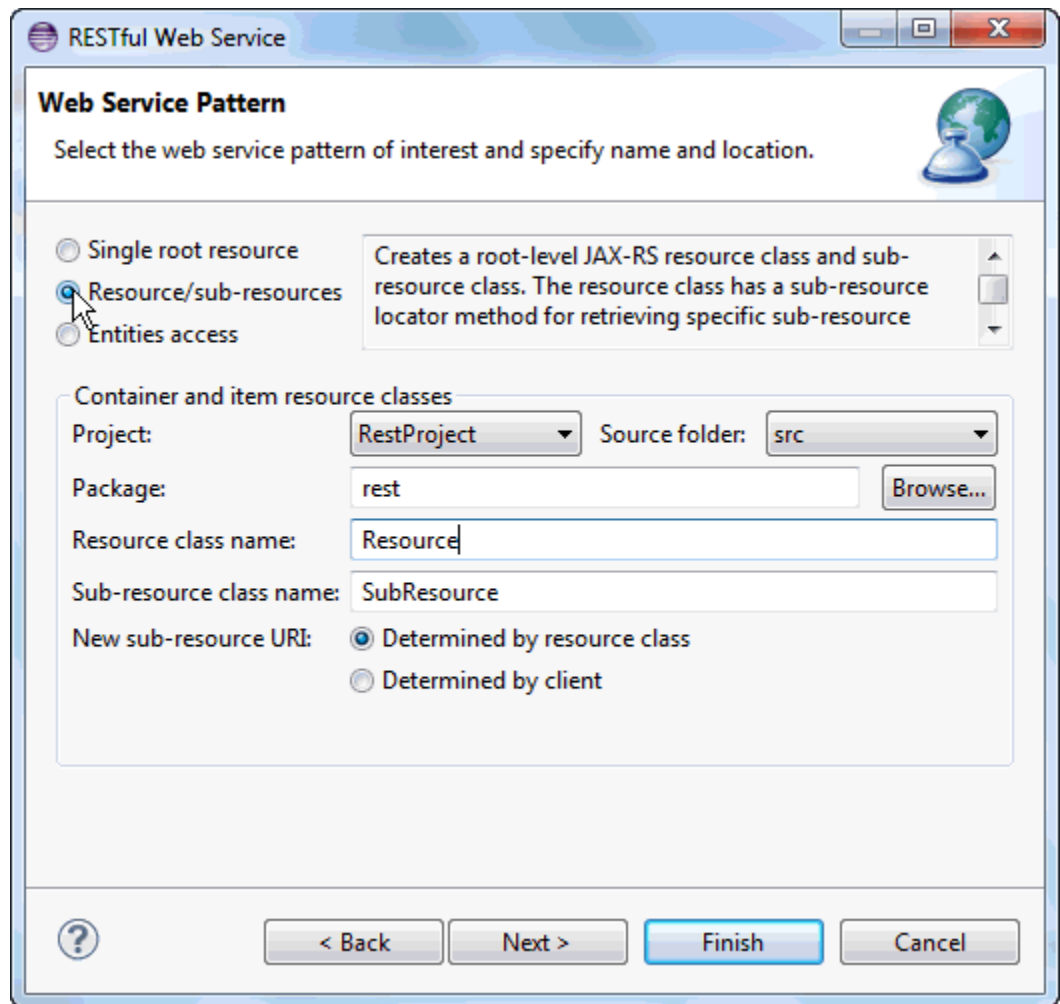 RESTful Web Service
Web Service Pattern
Select the web service pattern of interest and specify name and location.
Single root resource
Resource/sub-resources
Entities access
Creates a root-level JAX-RS resource class and sub-
resource class. The resource class has a sub-resource
locator method for retrieving specific sub-resource
Container and item resource classes
Project: RestProject Source folder: src
Package: rest Browse...
Resource class name: Resource
Sub-resource class name: SubResource
New sub-resource URI: Determined by resource class
Determined by client
? < Back Next > Finish Cancel